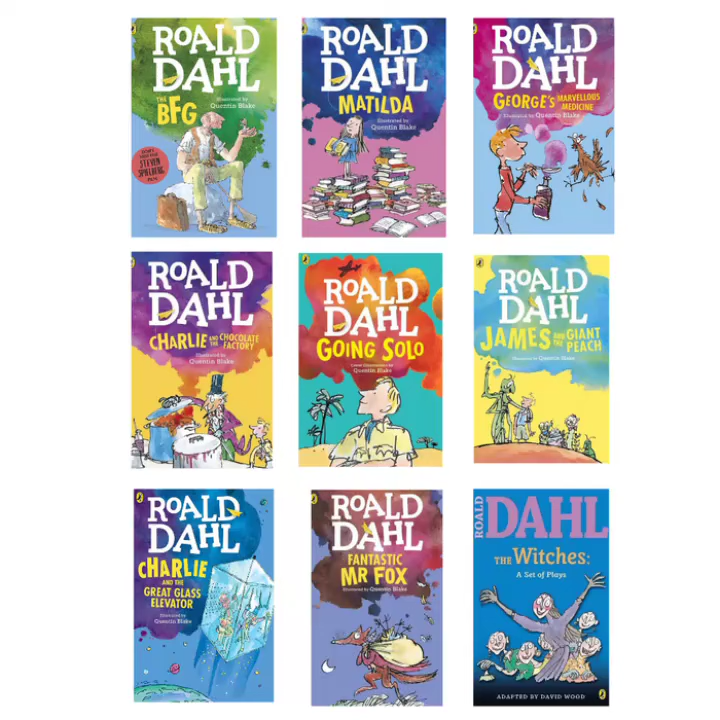 ROALD
DAHL
THE
BFG
Illustrated by
Quentin Blake
STEVEN
SPIELBERG
ROALD
DAHL
MATILDA
Illustrated by
Quentin Blake
ROALD
DAHL
GEORGE'S MARVELLOUS
MEDICINE
Illustrated by Quentin Blake
ROALD
DAHL
CHARLIE AND THE CHOCOLATE
FACTORY
Illustrated by
Quentin Blake
ROALD
DAHL
GOING SOLO
Quentin Blake
ROALD
DAHL
JAMES AND THE GIANT
PEACH
Illustrated by Quentin Blake
ROALD
DAHL
CHARLIE
AND THE
GREAT GLASS
ELEVATOR
Illustrated by
Quentin Blake
ROALD
DAHL
FANTASTIC
MR FOX
Illustrated by Quentin Blake
ROALD
DAHL
THE Witches:
A Set of Plays
ADAPTED BY DAVID WOOD